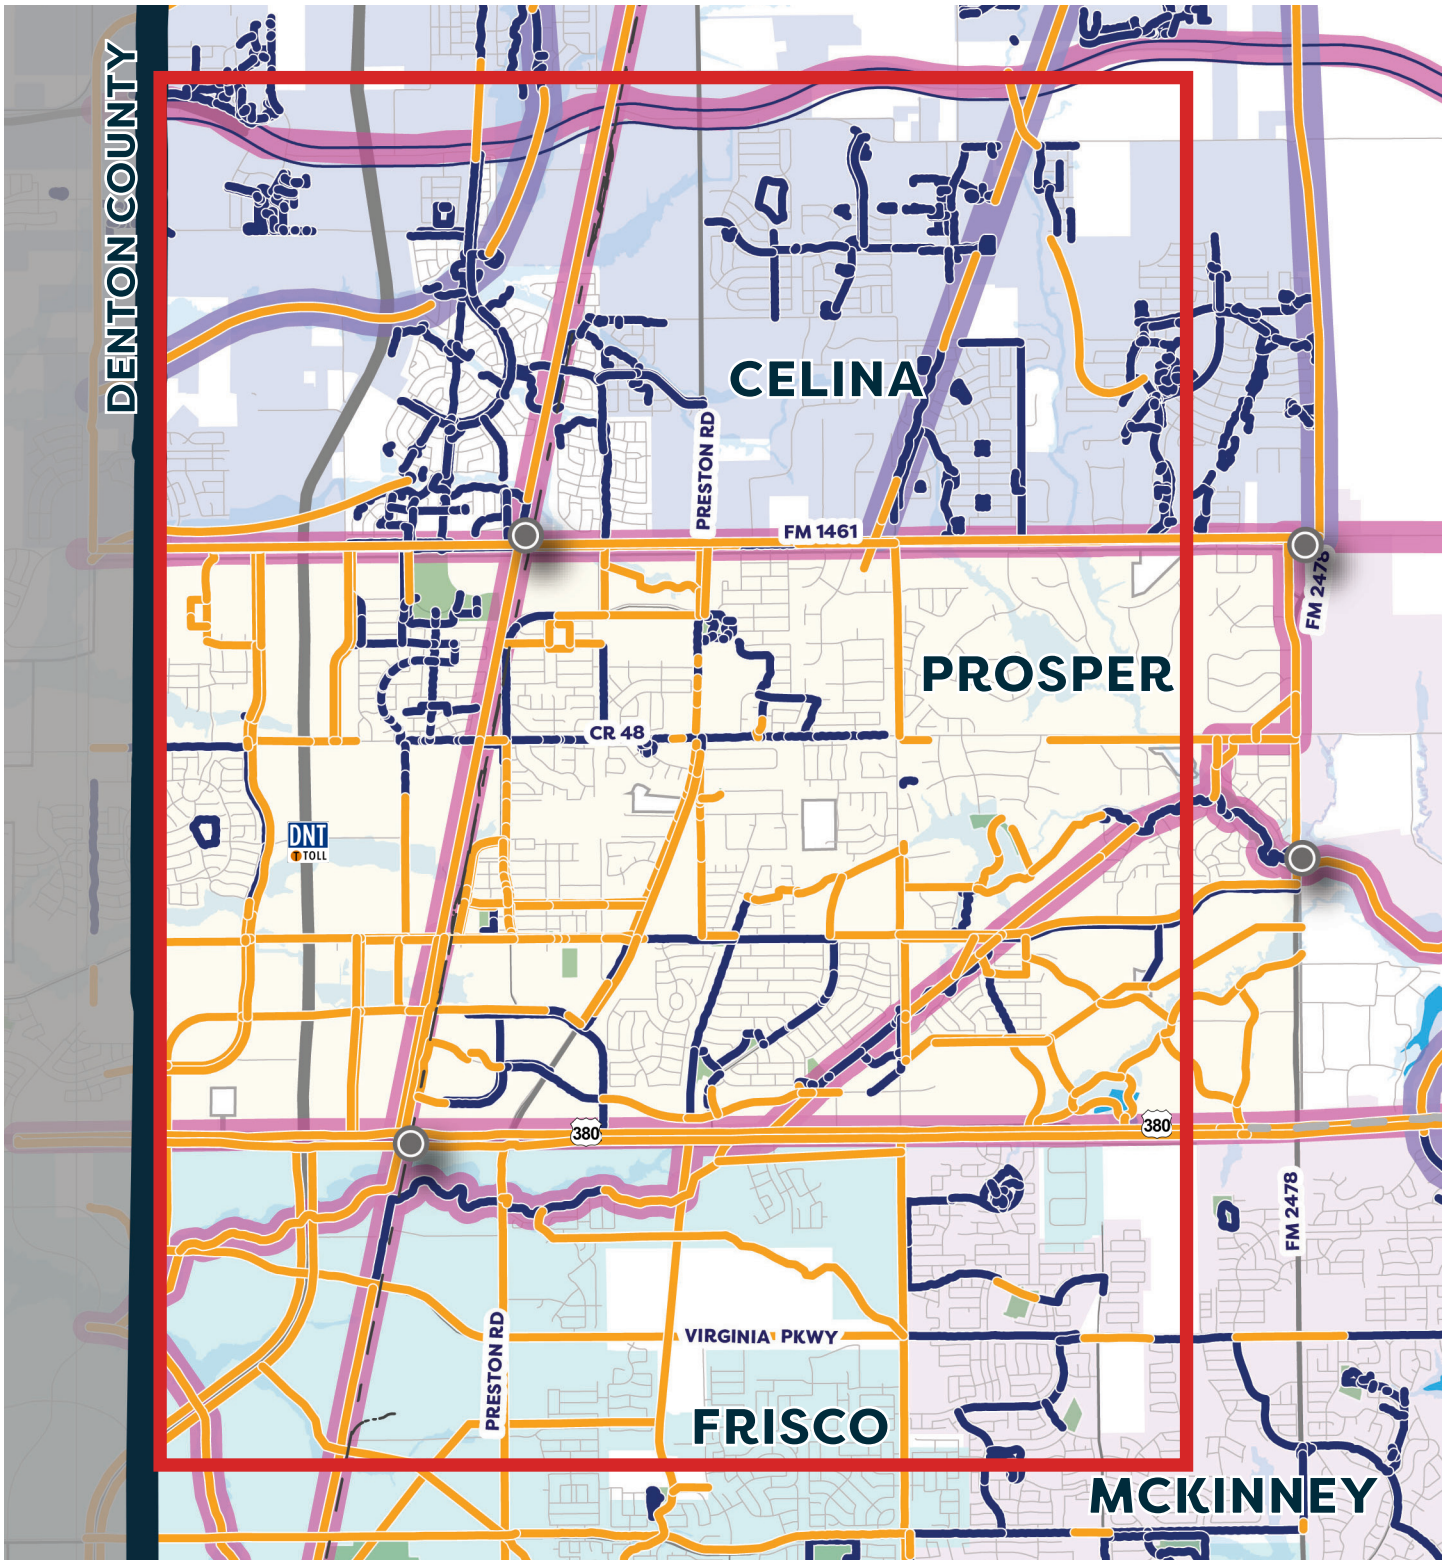 DENTON COUNTY
CELINA
PRESTON RD
FM 1461
FM 2478
PROSPER
CR 48
DNT
T TOLL
380
380
FM 2478
PRESTON RD
VIRGINIA PKWY
FRISCO
MCKINNEY